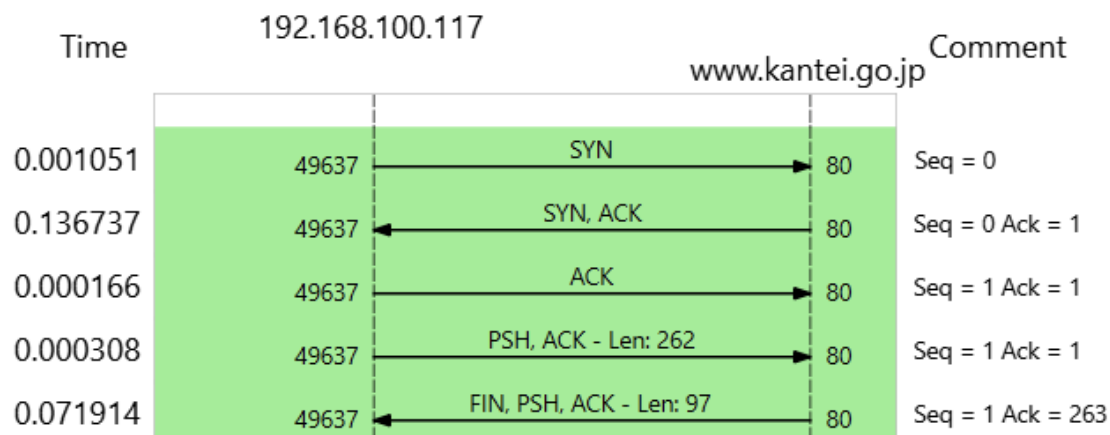 Time 192.168.100.117 www.kantei.go.jp Comment
0.001051 49637 SYN 80 Seq = 0
0.136737 49637 SYN, ACK 80 Seq = 0 Ack = 1
0.000166 49637 ACK 80 Seq = 1 Ack = 1
0.000308 49637 PSH, ACK - Len: 262 80 Seq = 1 Ack = 1
0.071914 49637 FIN, PSH, ACK - Len: 97 80 Seq = 1 Ack = 263